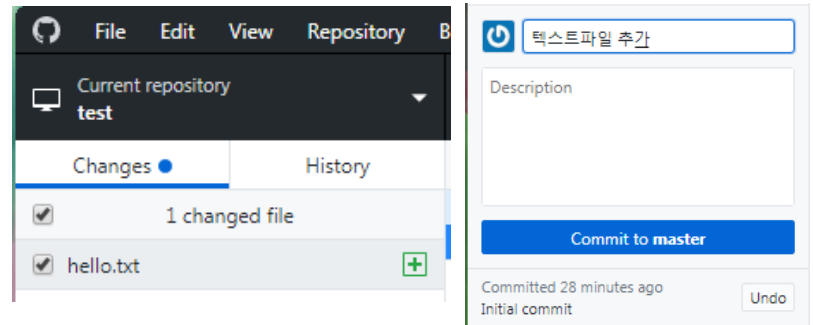 File Edit View Repository B
Current repository
test
Changes History
1 changed file
hello.txt
텍스트파일 추가
Description
Commit to master
Committed 28 minutes ago
Initial commit
Undo